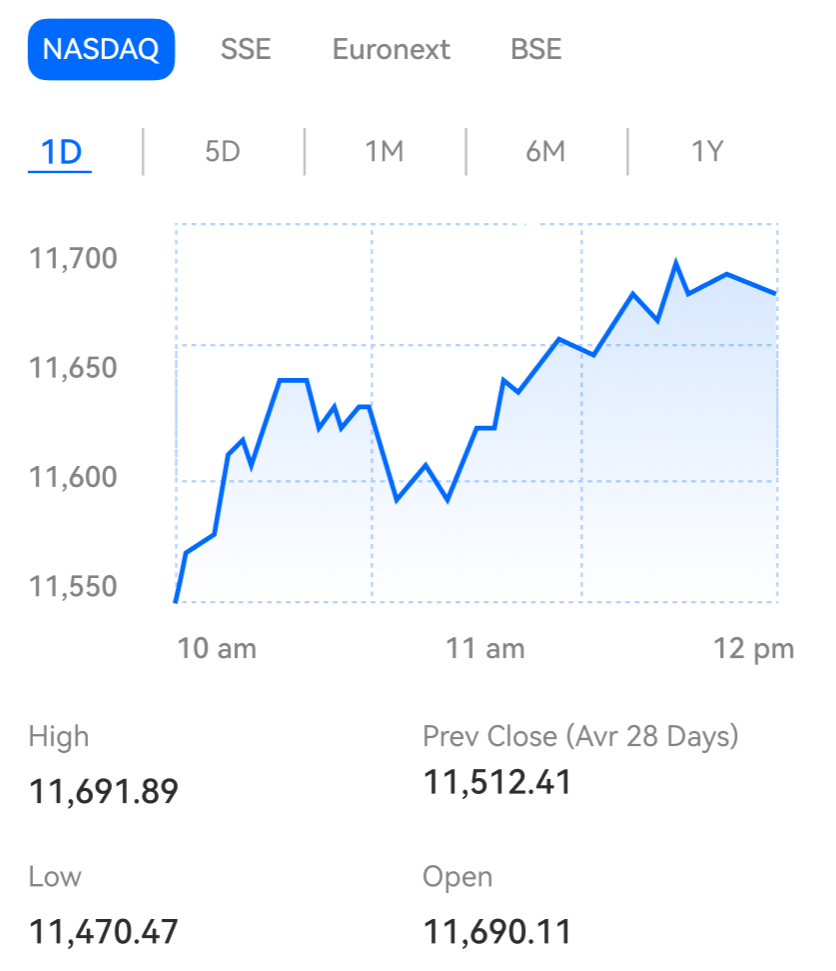 NASDAQ SSE Euronext BSE
1D 5D 1M 6M 1Y
11,700
11,650
11,600
11,550
10 am 11 am 12 pm
High Prev Close (Avr 28 Days)
11,691.89 11,512.41
Low Open
11,470.47 11,690.11